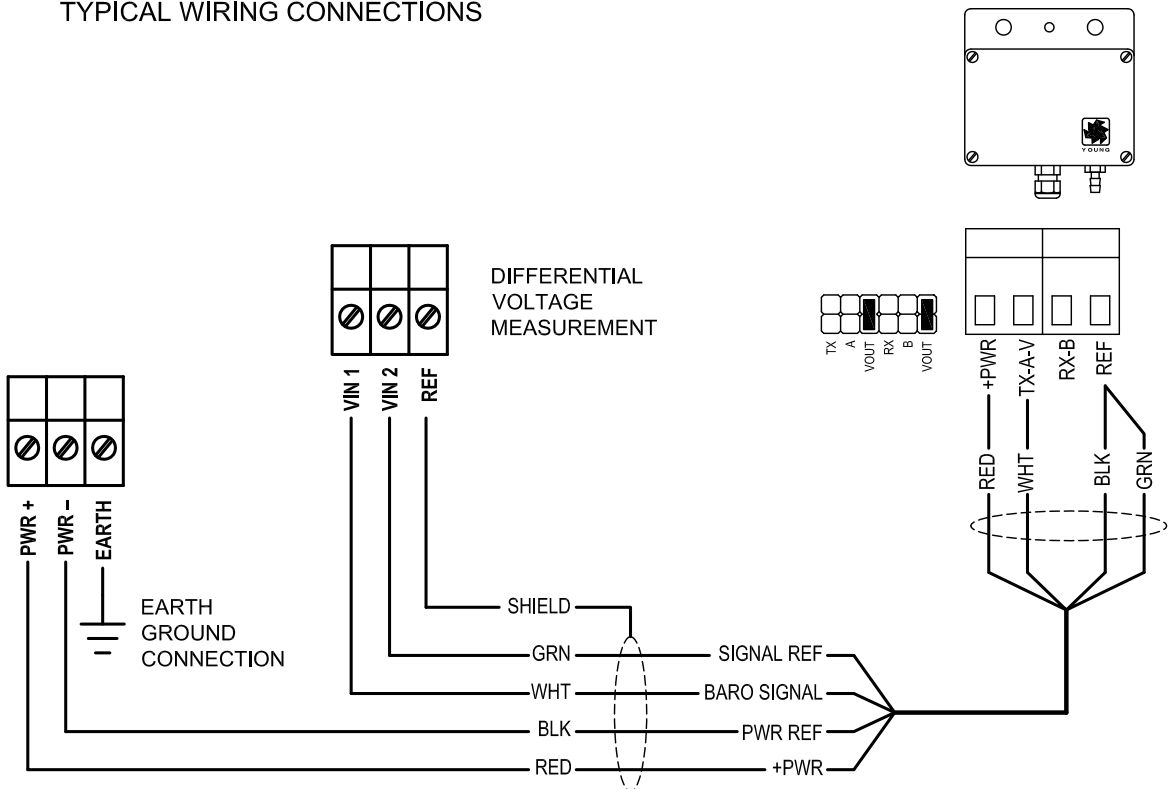 TYPICAL WIRING CONNECTIONS
YOUNG
DIFFERENTIAL
VOLTAGE
MEASUREMENT
TX
A
VOUT
RX
B
VOUT
+PWR
TX-A-V
RX-B
REF
VIN 1
VIN 2
REF
RED
WHT
BLK
GRN
PWR +
PWR –
EARTH
EARTH
GROUND
CONNECTION
SHIELD
GRN SIGNAL REF
WHT BARO SIGNAL
BLK PWR REF
RED +PWR